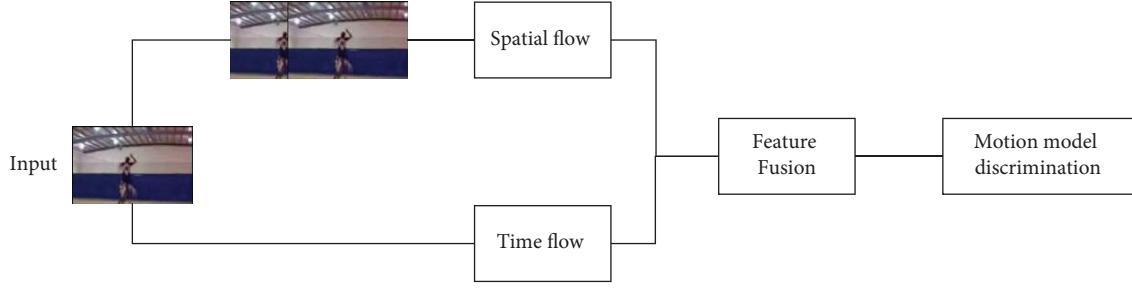 Input
Spatial flow
Time flow
Feature
Fusion
Motion model
discrimination